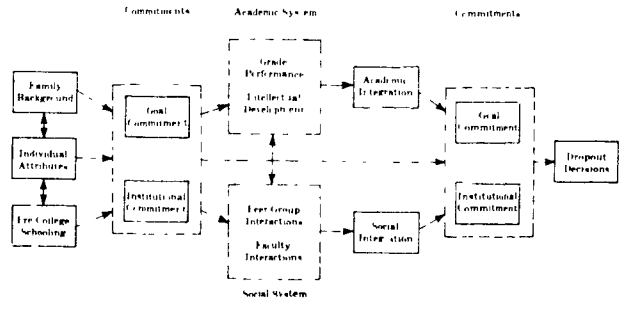 Commitments
Academic System
Commitments
Family
Background
Individual
Attributes
Pre College
Schooling
Goal
Commitment
Institutional
Commitment
Grade
Performance
Intellectual
Development
Peer Group
Interactions
Faculty
Interactions
Social System
Academic
Integration
Social
Integration
Goal
Commitment
Institutional
Commitment
Dropout
Decisions